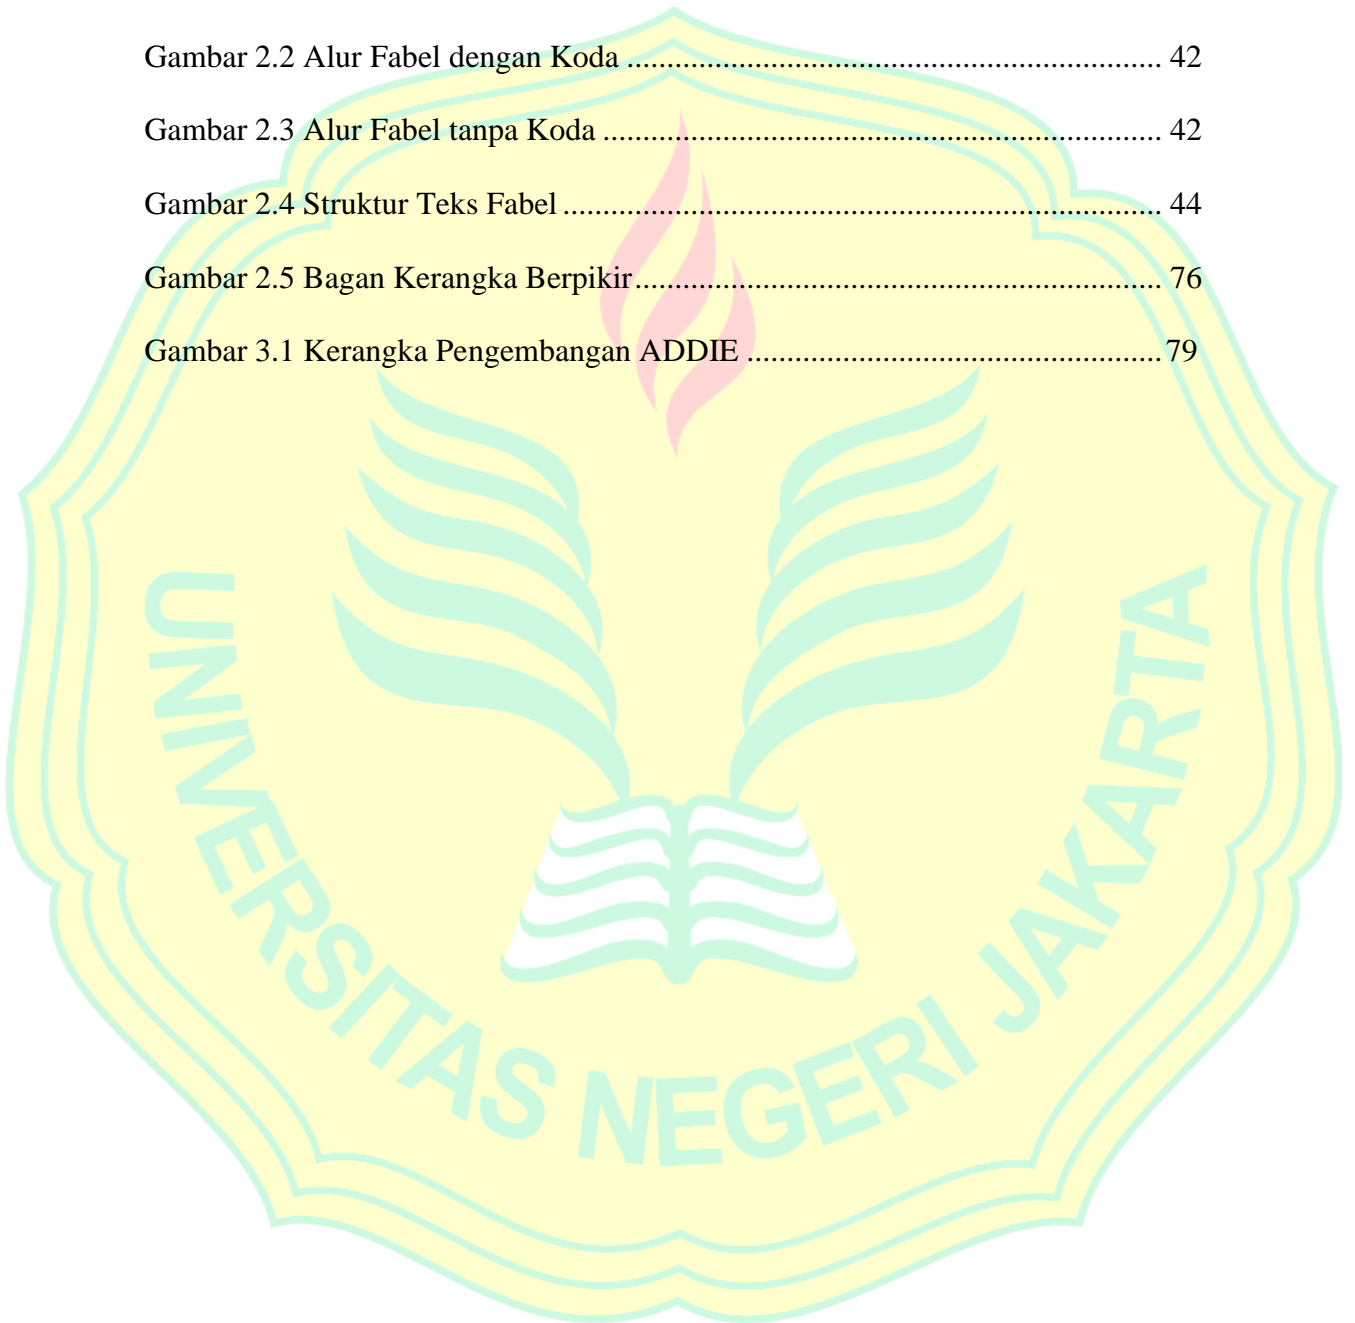 Gambar 2.2 Alur Fabel dengan Koda ................................................................... 42
Gambar 2.3 Alur Fabel tanpa Koda ...................................................................... 42
Gambar 2.4 Struktur Teks Fabel ........................................................................... 44
Gambar 2.5 Bagan Kerangka Berpikir.................................................................. 76
Gambar 3.1 Kerangka Pengembangan ADDIE .................................................... 79
UNIVERSITAS NEGERI JAKARTA